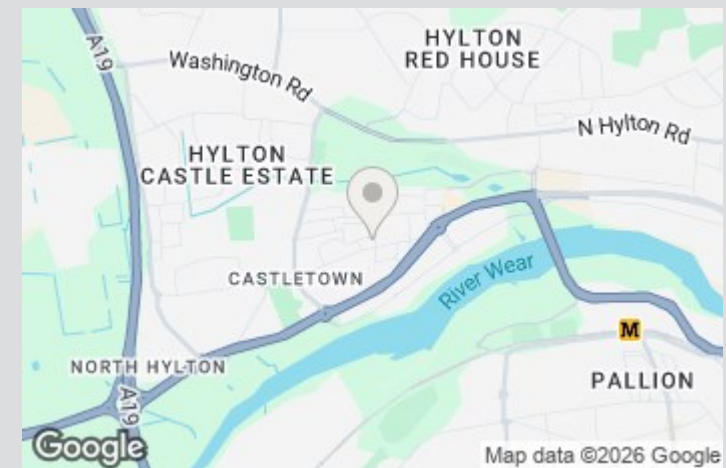 A19
HYLTON
RED HOUSE
Washington Rd
N Hylton Rd
HYLTON
CASTLE ESTATE
CASTLETOWN
River Wear
M
NORTH HYLTON
PALLION
A19
Google
Map data ©2026 Google